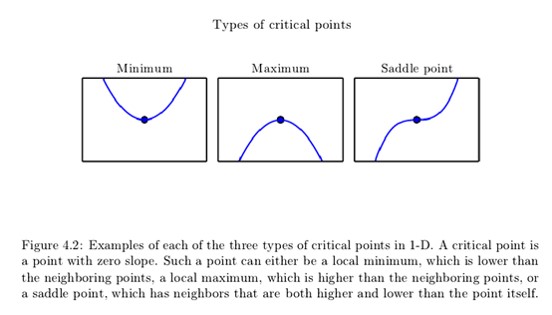 Types of critical points
Minimum
Maximum
Saddle point
Figure 4.2: Examples of each of the three types of critical points in 1-D. A critical point is
a point with zero slope. Such a point can either be a local minimum, which is lower than
the neighboring points, a local maximum, which is higher than the neighboring points, or
a saddle point, which has neighbors that are both higher and lower than the point itself.